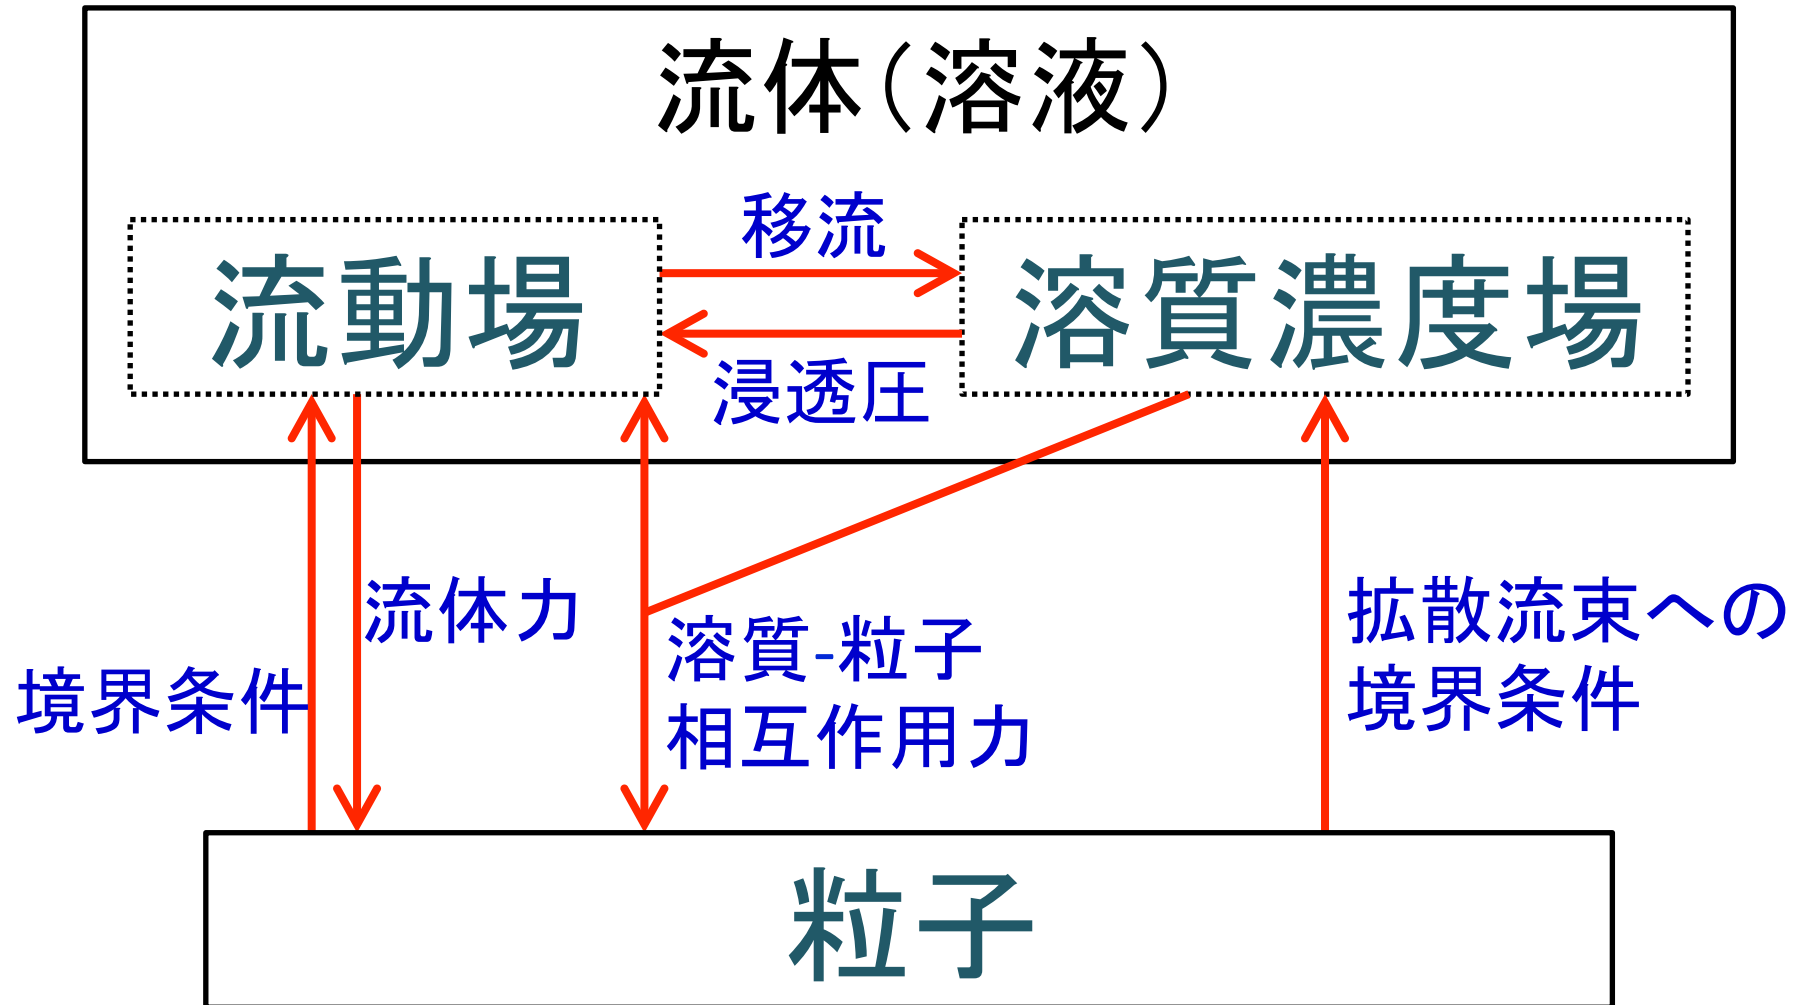 流体(溶液)
移流
流動場
溶質濃度場
浸透圧
流体力
境界条件
溶質-粒子
相互作用力
拡散流束への
境界条件
粒子